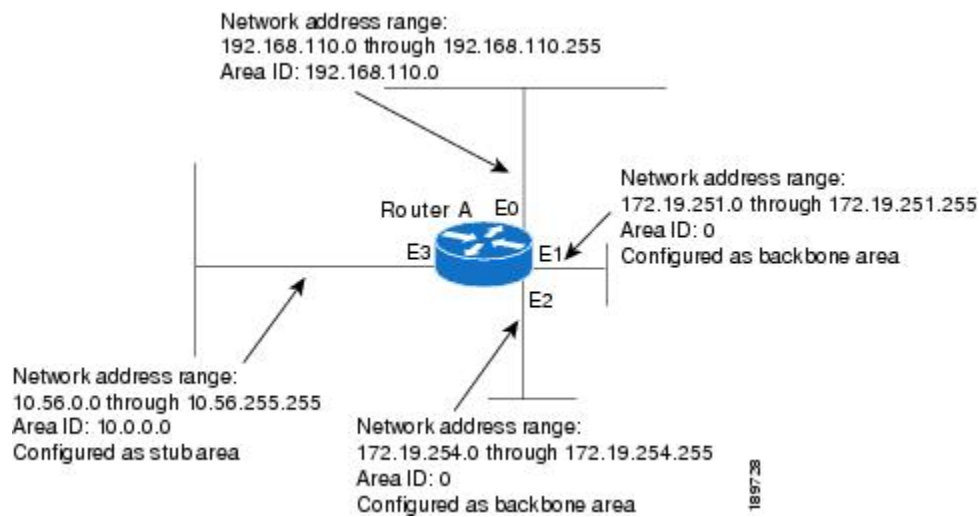 Network address range:
192.168.110.0 through 192.168.110.255
Area ID: 192.168.110.0
Network address range:
172.19.251.0 through 172.19.251.255
Area ID: 0
Configured as backbone area
Router A
E0
E3
E1
E2
Network address range:
10.56.0.0 through 10.56.255.255
Area ID: 10.0.0.0
Configured as stub area
Network address range:
172.19.254.0 through 172.19.254.255
Area ID: 0
Configured as backbone area
189728